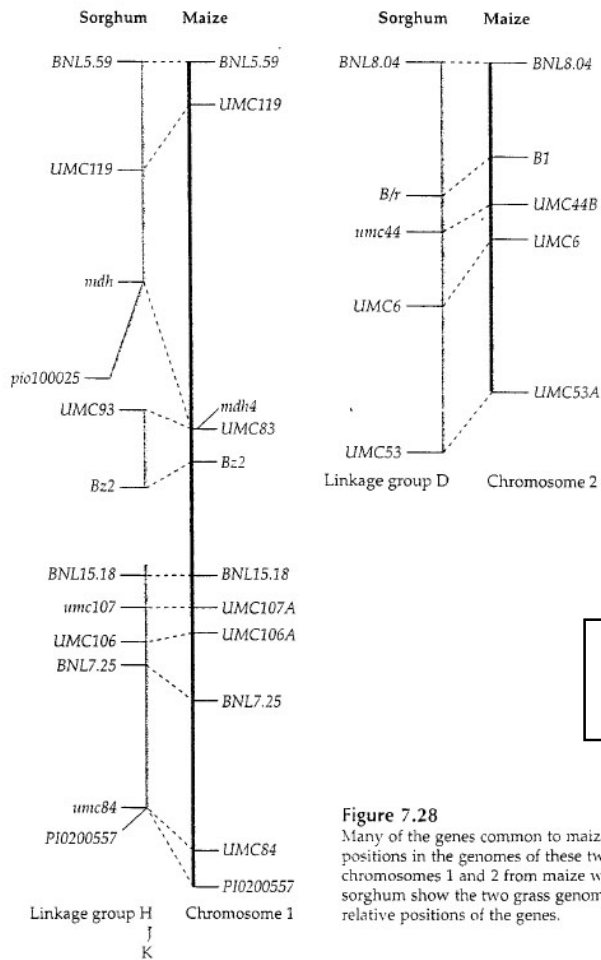 Sorghum Maize
BNL5.59 BNL5.59
UMC119
UMC119
mdh
pio100025
UMC93
mdh4
UMC83
Bz2
Bz2
BNL15.18 BNL15.18
umc107 UMC107A
UMC106 UMC106A
BNL7.25
BNL7.25
umc84
PI0200557
UMC84
PI0200557
Linkage group H Chromosome 1
J
K
Sorghum Maize
BNL8.04 BNL8.04
B1
B/r
UMC44B
umc44
UMC6
UMC6
UMC53A
UMC53
Linkage group D Chromosome 2
Figure 7.28
Many of the genes common to maiz
positions in the genomes of these tw
chromosomes 1 and 2 from maize w
sorghum show the two grass genom
relative positions of the genes.